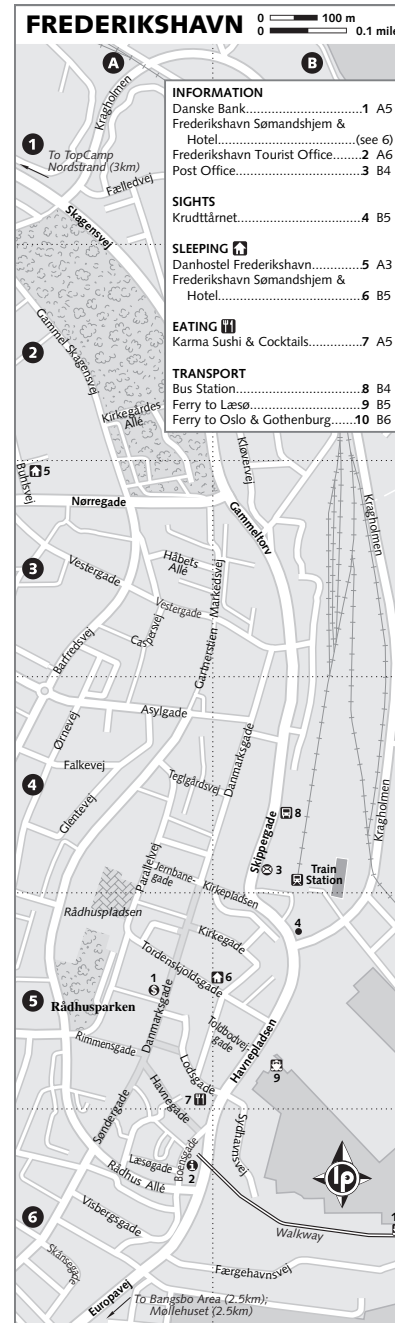 FREDERIKSHAVN
0 100 m
0 0.1 mile
A
B
INFORMATION
Danske Bank..............................1 A5
Frederikshavn Sømandshjem &
Hotel..............................(see 6)
Frederikshavn Tourist Office........2 A6
Post Office................................3 B4
SIGHTS
Krudttårnet...............................4 B5
SLEEPING
Danhostel Frederikshavn.............5 A3
Frederikshavn Sømandshjem &
Hotel....................................6 B5
EATING
Karma Sushi & Cocktails.............7 A5
TRANSPORT
Bus Station................................8 B4
Ferry to Læsø............................9 B5
Ferry to Oslo & Gothenburg......10 B6
Kragholmen
1
To TopCamp
Nordstrand (3km)
Fælledvej
Skagensvej
Gammel Skagensvej
2
Kirkegårdes
Allé
Kløvervej
Buhlsvej
5
Nørregade
Gammeltorv
Kragholmen
3
Håbets
Allé
Vestergade
Vestergade
Markedsvej
Caspersvej
Barfredsvej
Gartnerstien
Asylgade
Ørnevej
Falkevej
4
Teglgårdsvej
Danmarksgade
Glentevej
8
Skippergade
Kragholmen
Parallelvej
Jernbane-
gade
3
Train
Station
Kirkepladsen
Rådhuspladsen
4
Kirkegade
Tordenskjoldsgade
1
6
5
Rådhusparken
Danmarksgade
Toldbodvej-
gade
Havnepladsen
Rimmensgade
Lodsgade
9
Havnegade
7
Søndergade
Sydhavnsvej
Læsøgade
Boensgade
2
Rådhus Allé
lp
6
Visbergsgade
Walkway
Skånsegade
Færgehavnsvej
Europavej
To Bangsbo Area (2.5km);
Møllehuset (2.5km)